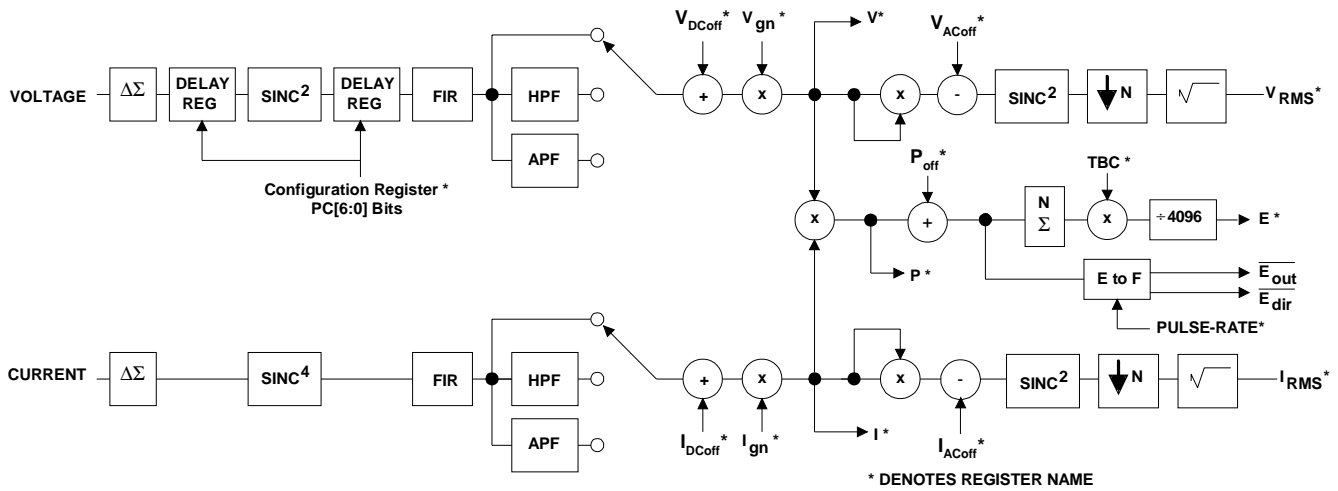 V_DCoff* V_gn* V* V_ACoff*
VOLTAGE ΔΣ DELAY REG SINC² DELAY REG FIR HPF + x x - SINC² N √ V_RMS*
APF
Configuration Register *
PC[6:0] Bits
P_off* TBC *
x + N Σ x ÷4096 E *
P* E to F E_out
E_dir
PULSE-RATE*
CURRENT ΔΣ SINC⁴ FIR HPF + x x - SINC² N √ I_RMS*
APF
I_DCoff* I_gn* I* I_ACoff*
* DENOTES REGISTER NAME